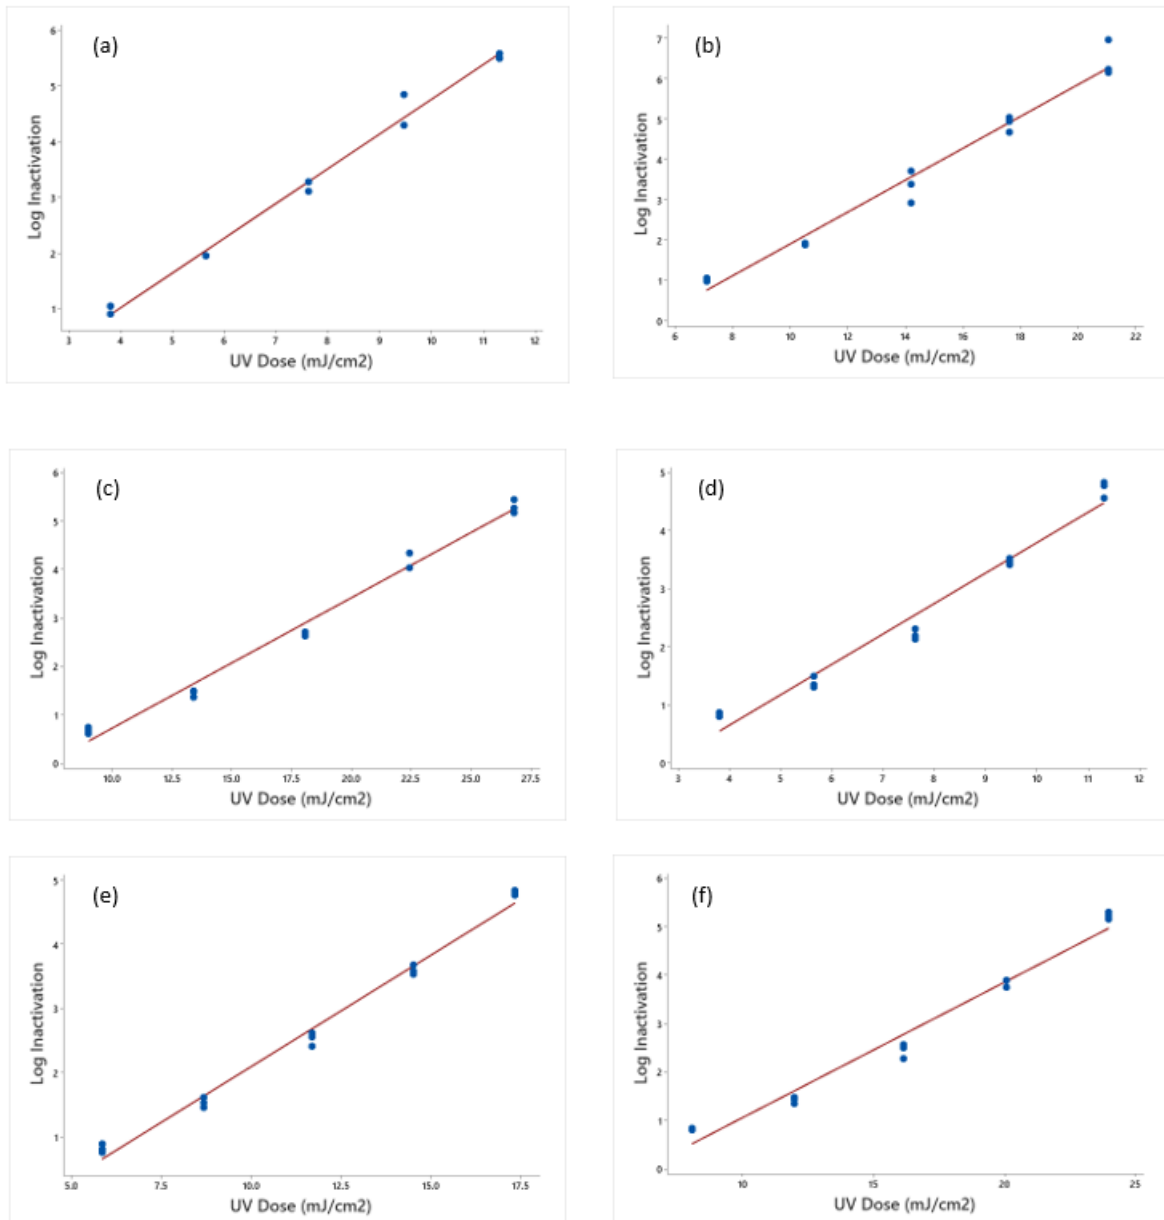 (a)
6
5
4
3
2
1
Log Inactivation
3 4 5 6 7 8 9 10 11 12
UV Dose (mJ/cm2)
(b)
7
6
5
4
3
2
1
0
Log Inactivation
6 8 10 12 14 16 18 20 22
UV Dose (mJ/cm2)
(c)
6
5
4
3
2
1
0
Log Inactivation
10.0 12.5 15.0 17.5 20.0 22.5 25.0 27.5
UV Dose (mJ/cm2)
(d)
5
4
3
2
1
0
Log Inactivation
3 4 5 6 7 8 9 10 11 12
UV Dose (mJ/cm2)
(e)
5
4
3
2
1
Log Inactivation
5.0 7.5 10.0 12.5 15.0 17.5
UV Dose (mJ/cm2)
(f)
6
5
4
3
2
1
0
Log Inactivation
10 15 20 25
UV Dose (mJ/cm2)